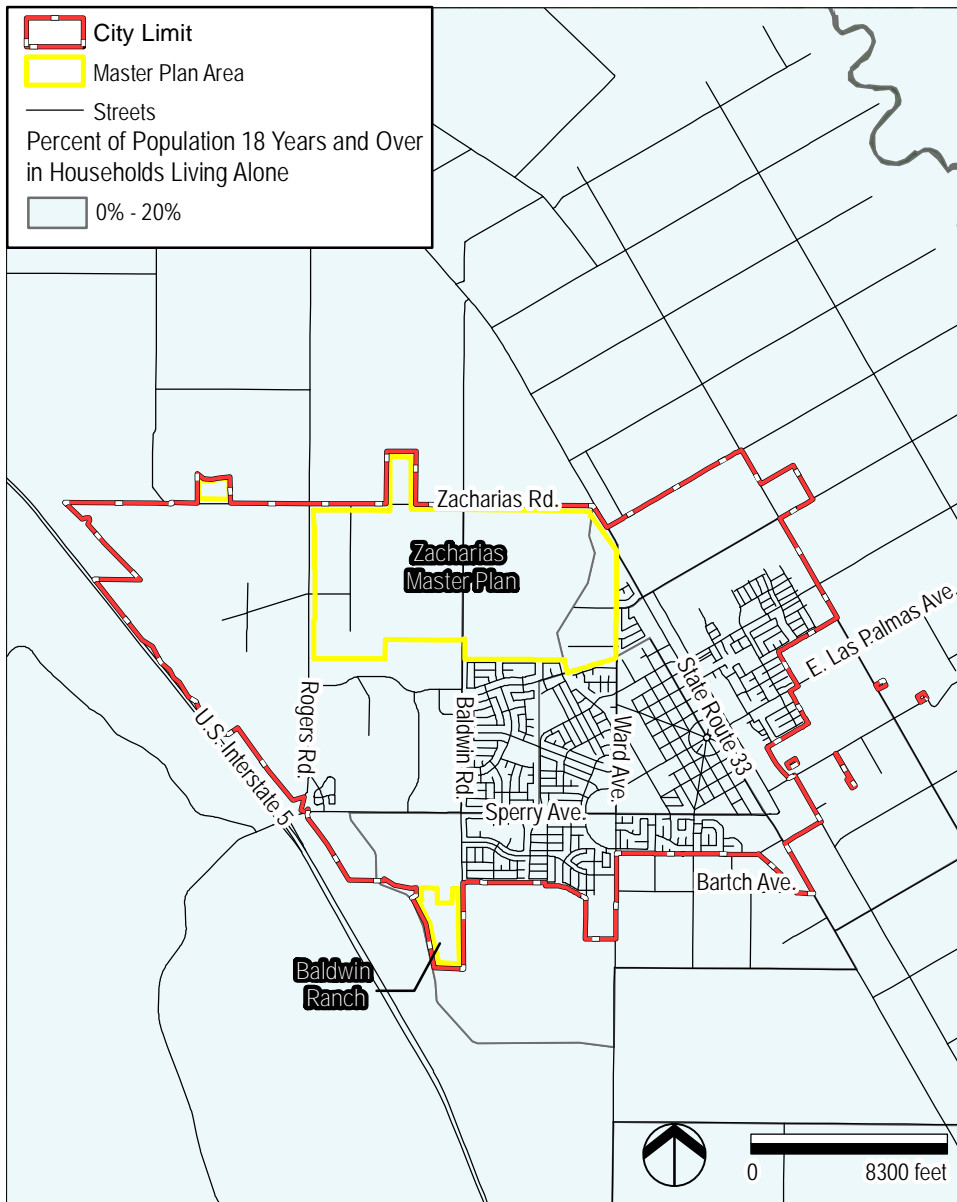 City Limit
Master Plan Area
Streets
Percent of Population 18 Years and Over
in Households Living Alone
0% - 20%
Zacharias Rd.
Zacharias
Master Plan
E. Las Palmas Ave.
State Route 33
Rogers Rd.
Baldwin Rd.
Ward Ave.
U.S. Interstate 5
Sperry Ave.
Bartch Ave.
Baldwin
Ranch
0
8300 feet